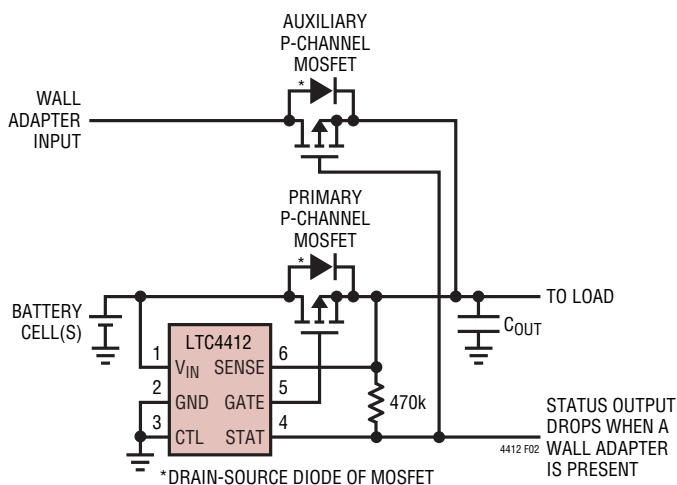 AUXILIARY
P-CHANNEL
MOSFET
*
WALL
ADAPTER
INPUT
PRIMARY
P-CHANNEL
MOSFET
*
BATTERY
CELL(S)
TO LOAD
COUT
LTC4412
1 VIN SENSE 6
2 GND GATE 5
3 CTL STAT 4
470k
STATUS OUTPUT
DROPS WHEN A
WALL ADAPTER
IS PRESENT
4412 F02
*DRAIN-SOURCE DIODE OF MOSFET